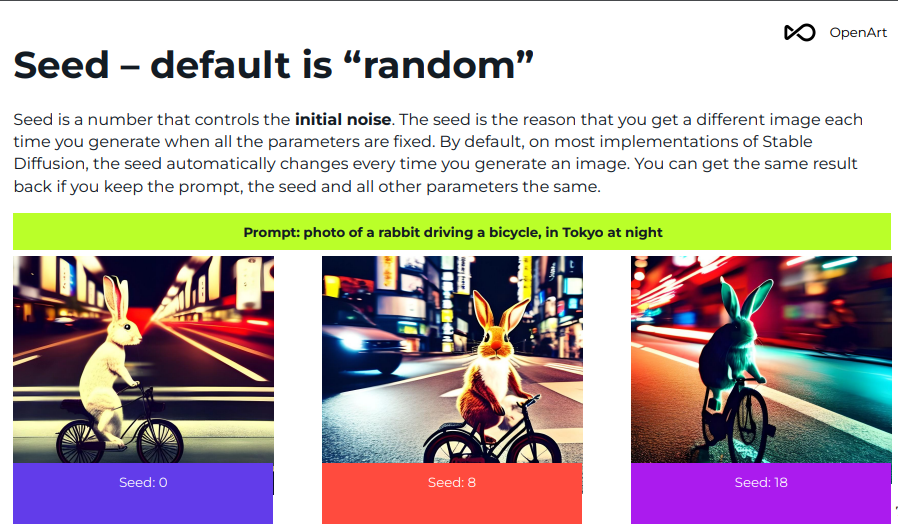 OpenArt
Seed – default is “random”
Seed is a number that controls the initial noise. The seed is the reason that you get a different image each
time you generate when all the parameters are fixed. By default, on most implementations of Stable
Diffusion, the seed automatically changes every time you generate an image. You can get the same result
back if you keep the prompt, the seed and all other parameters the same.
Prompt: photo of a rabbit driving a bicycle, in Tokyo at night
Seed: 0
Seed: 8
Seed: 18